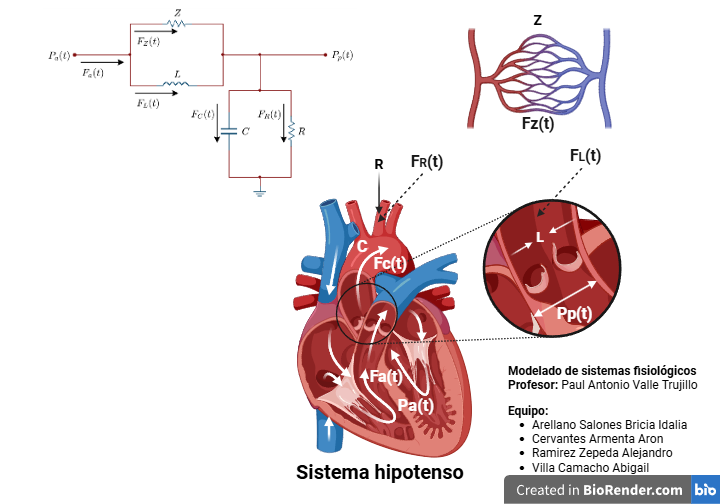 Z
F_Z(t)
P_a(t)
P_p(t)
F_a(t)
L
F_L(t)
F_C(t)
C
F_R(t)
R
Z
Fz(t)
R
FR(t)
FL(t)
C
Fc(t)
L
Pp(t)
Fa(t)
Pa(t)
Sistema hipotenso
Modelado de sistemas fisiológicos
Profesor: Paul Antonio Valle Trujillo
Equipo:
• Arellano Salones Bricia Idalia
• Cervantes Armenta Aron
• Ramirez Zepeda Alejandro
• Villa Camacho Abigail
Created in BioRender.com bio